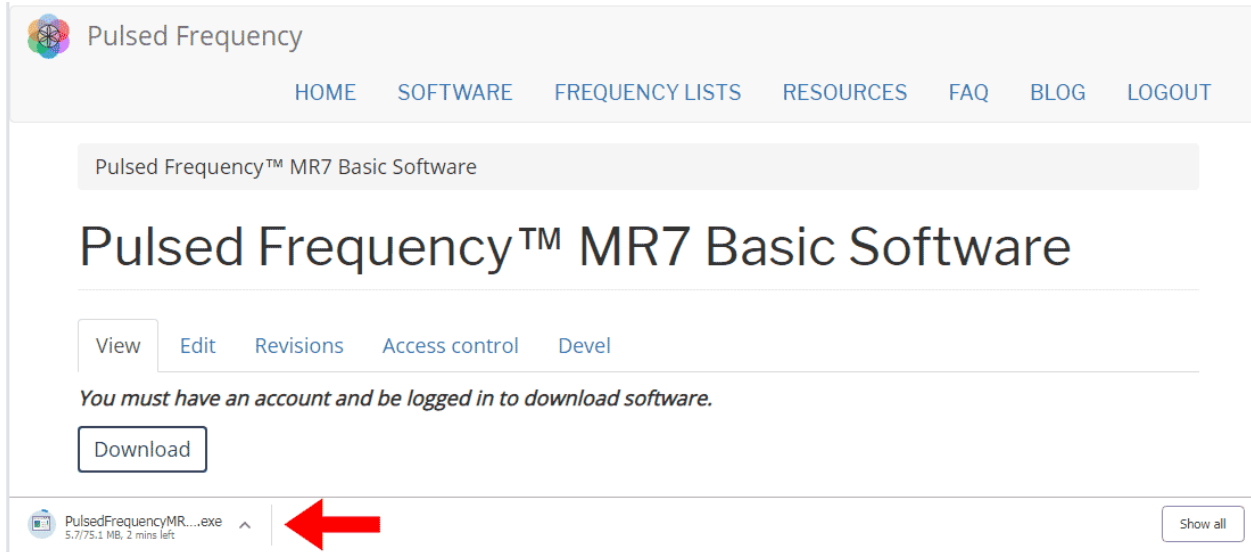 Pulsed Frequency
HOME SOFTWARE FREQUENCY LISTS RESOURCES FAQ BLOG LOGOUT
Pulsed Frequency™ MR7 Basic Software
Pulsed Frequency™ MR7 Basic Software
View Edit Revisions Access control Devel
You must have an account and be logged in to download software.
Download
PulsedFrequencyMR....exe
5.7/75.1 MB, 2 mins left
Show all